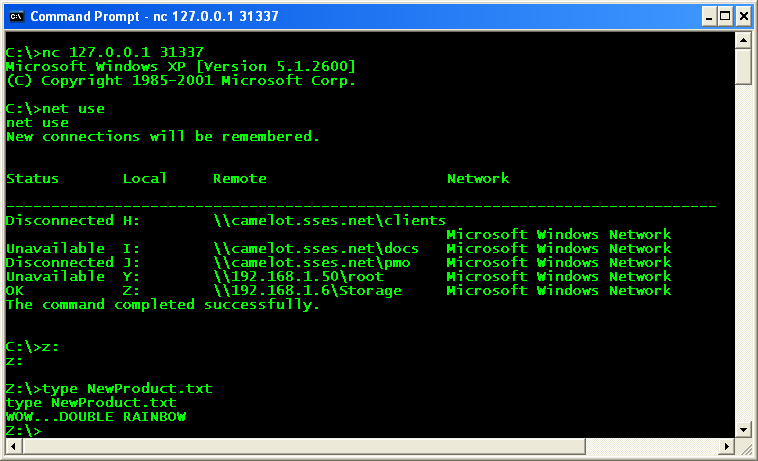 Command Prompt - nc 127.0.0.1 31337
C:\>nc 127.0.0.1 31337
Microsoft Windows XP [Version 5.1.2600]
(C) Copyright 1985-2001 Microsoft Corp.
C:\>net use
net use
New connections will be remembered.
Status       Local     Remote                    Network
-------------------------------------------------------------------------------
Disconnected H:        \\camelot.sses.net\clients
                                                 Microsoft Windows Network
Unavailable  I:        \\camelot.sses.net\docs   Microsoft Windows Network
Disconnected J:        \\camelot.sses.net\pmo    Microsoft Windows Network
Unavailable  Y:        \\192.168.1.50\root       Microsoft Windows Network
OK           Z:        \\192.168.1.6\Storage     Microsoft Windows Network
The command completed successfully.
C:\>z:
z:
Z:\>type NewProduct.txt
type NewProduct.txt
WOW...DOUBLE RAINBOW
Z:\>